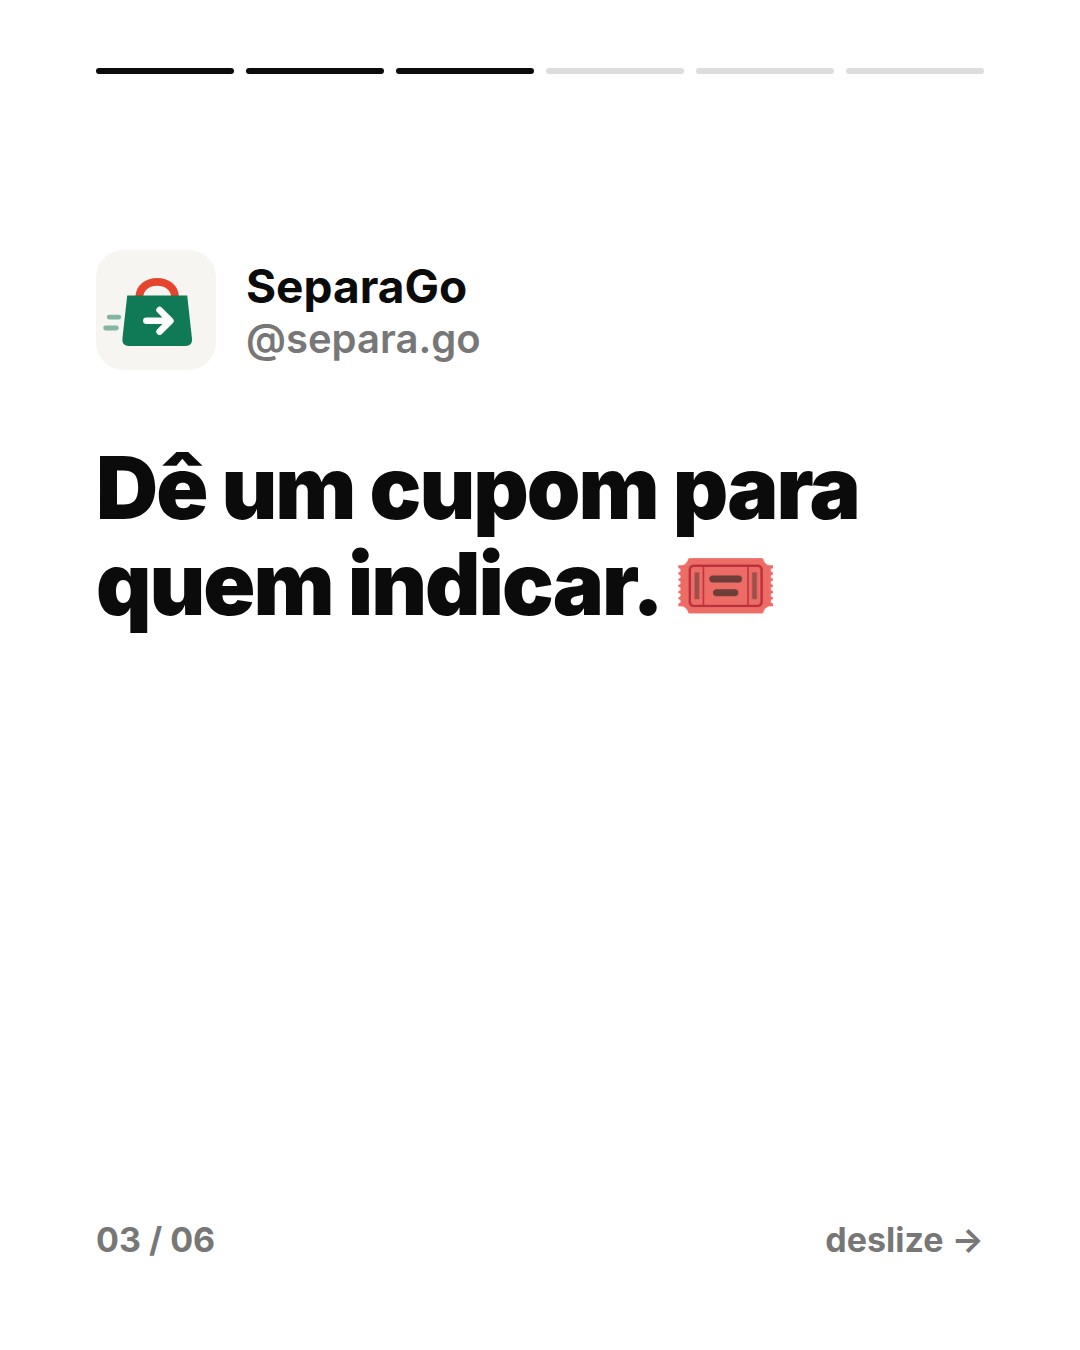 SeparaGo
@separa.go
Dê um cupom para
quem indicar. 🎟️
03 / 06
deslize →